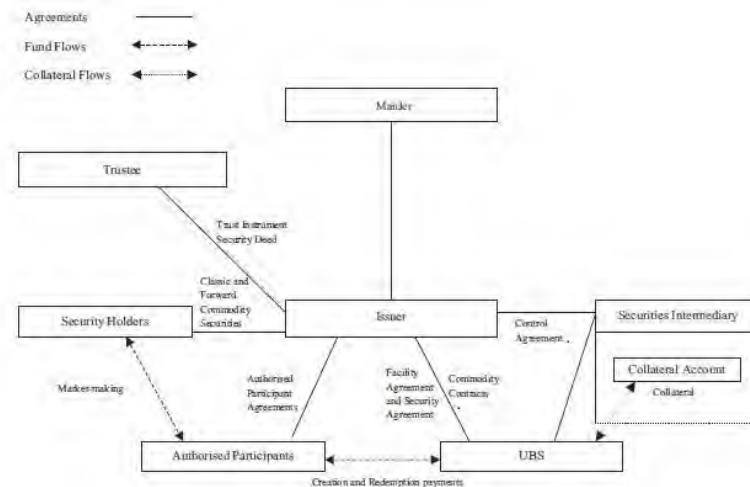 Agreements
Fund Flows
Collateral Flows
Manjer
Trustee
Trust Instrument
Security Deed
Classic and
Forward
Commodity
Securities
Security Holders
Issuer
Securities Intermediary
Control
Agreement
Collateral Account
Collateral
Market-making
Authorised
Participant
Agreements
Facility
Agreement
and Security
Agreement
Commodity
Contracts
Authorised Participants
UBS
Creation and Redemption payments